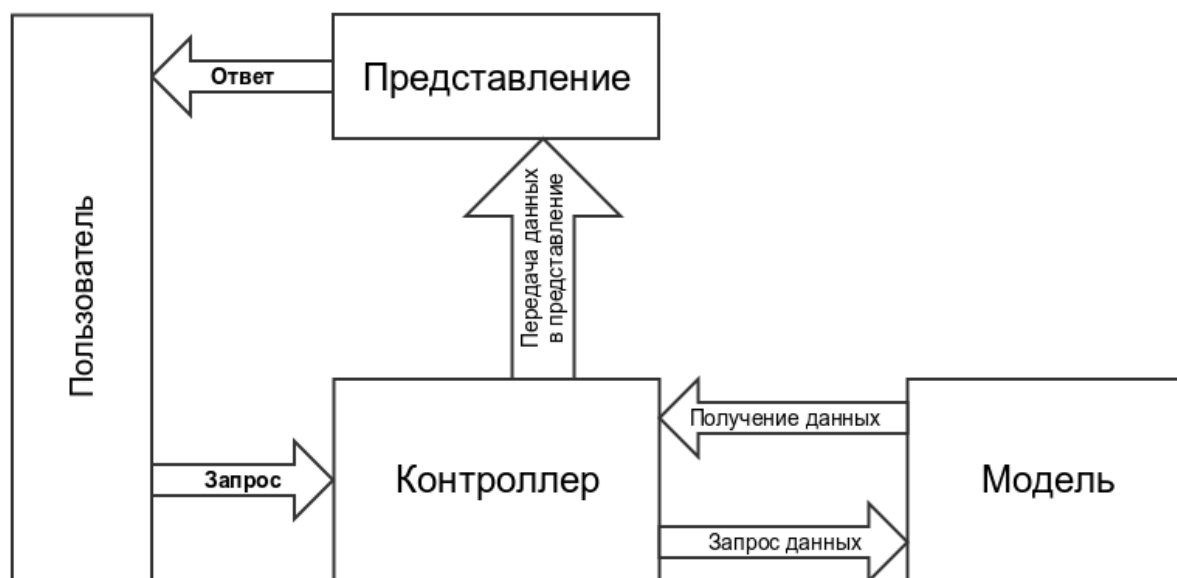 Ответ
Представление
Пользователь
Передача данных
в представление
Получение данных
Запрос
Контроллер
Модель
Запрос данных